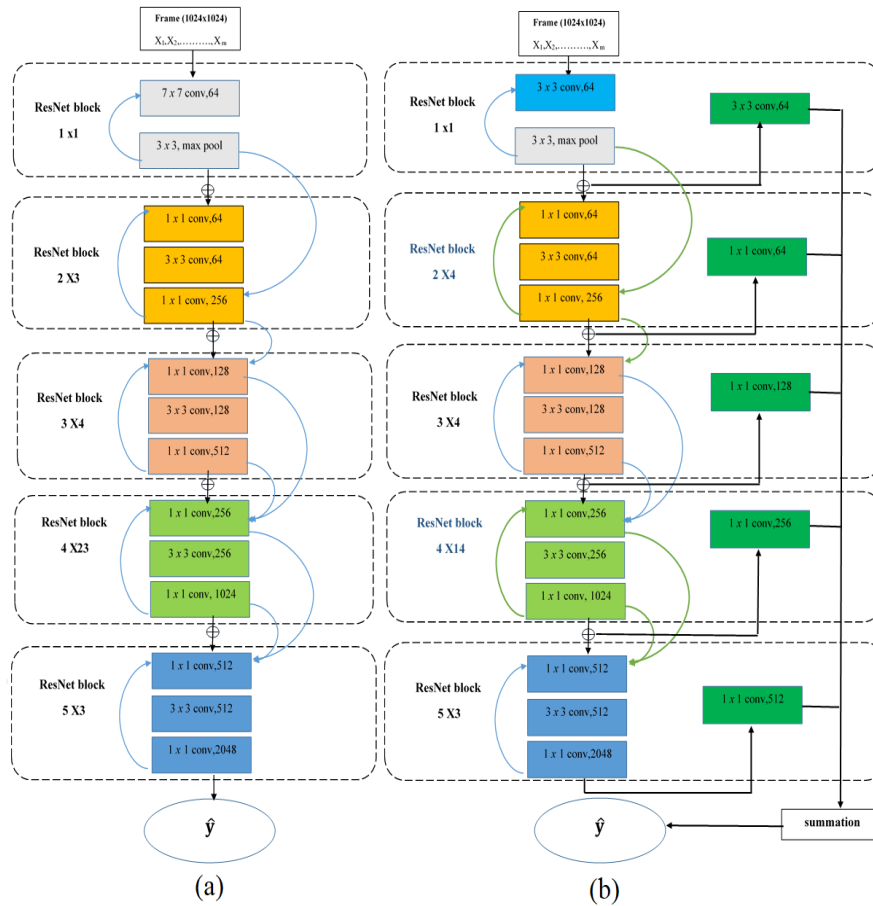 Frame (1024x1024)
X1,X2,..........,Xm
ResNet block
1 x1
7 x 7 conv,64
3 x 3, max pool
ResNet block
2 X3
1 x 1 conv,64
3 x 3 conv,64
1 x 1 conv, 256
ResNet block
3 X4
1 x 1 conv,128
3 x 3 conv,128
1 x 1 conv,512
ResNet block
4 X23
1 x 1 conv,256
3 x 3 conv,256
1 x 1 conv, 1024
ResNet block
5 X3
1 x 1 conv,512
3 x 3 conv,512
1 x 1 conv,2048
ŷ
(a)
Frame (1024x1024)
X1,X2,..........,Xm
ResNet block
1 x1
3 x 3 conv,64
3 x 3, max pool
3 x 3 conv,64
ResNet block
2 X4
1 x 1 conv,64
3 x 3 conv,64
1 x 1 conv, 256
1 x 1 conv,64
ResNet block
3 X4
1 x 1 conv,128
3 x 3 conv,128
1 x 1 conv,512
1 x 1 conv,128
ResNet block
4 X14
1 x 1 conv,256
3 x 3 conv,256
1 x 1 conv, 1024
1 x 1 conv,256
ResNet block
5 X3
1 x 1 conv,512
3 x 3 conv,512
1 x 1 conv,2048
1 x 1 conv,512
ŷ
summation
(b)